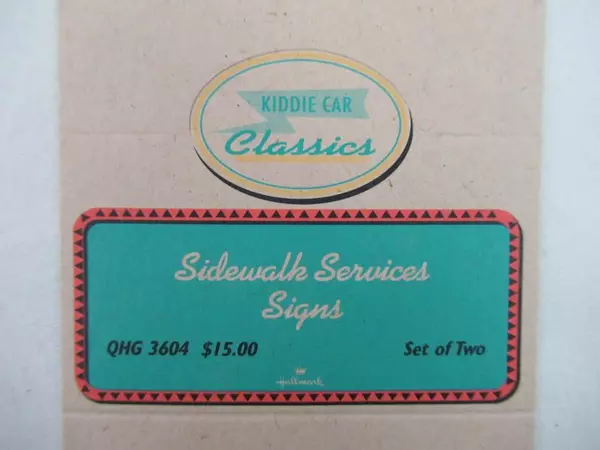 KIDDIE CAR
Classics
Sidewalk Services
Signs
QHG 3604 $15.00 Set of Two
Hallmark